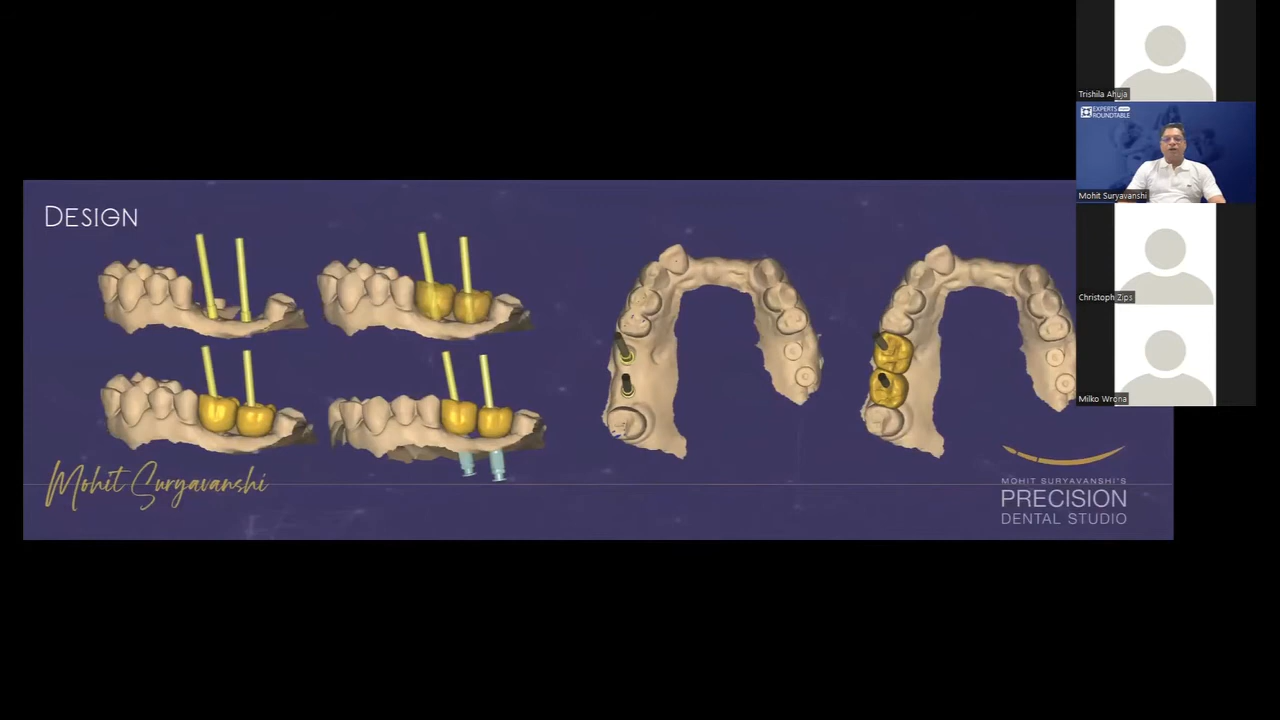 Trishila Ahuja
EXPERTS
ROUNDTABLE
Mohit Suryavanshi
Christoph Zips
Milko Wrona
DESIGN
Mohit Suryavanshi
MOHIT SURYAVANSHI'S
PRECISION
DENTAL STUDIO